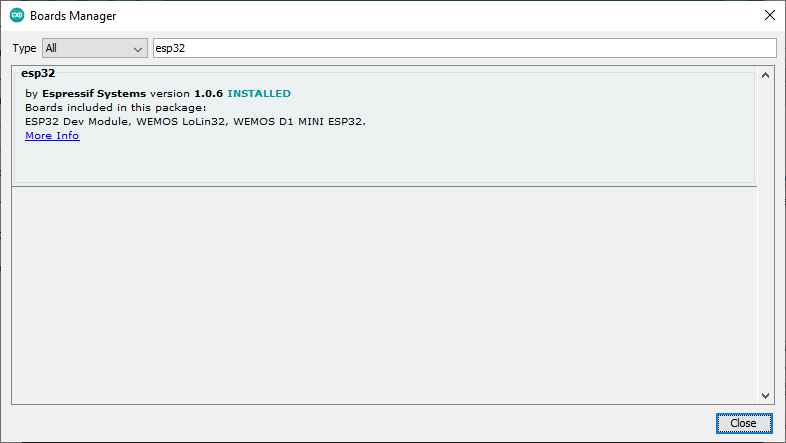 Boards Manager
Type All esp32
esp32
by Espressif Systems version 1.0.6 INSTALLED
Boards included in this package:
ESP32 Dev Module, WEMOS LoLin32, WEMOS D1 MINI ESP32.
More Info
Close